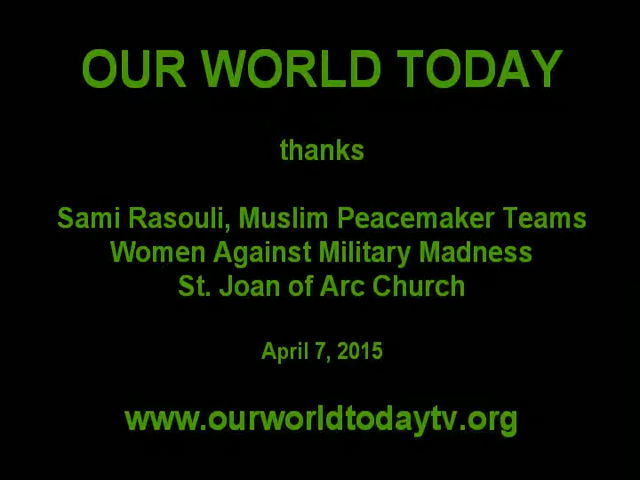 OUR WORLD TODAY
thanks
Sami Rasouli, Muslim Peacemaker Teams
Women Against Military Madness
St. Joan of Arc Church
April 7, 2015
www.ourworldtodaytv.org